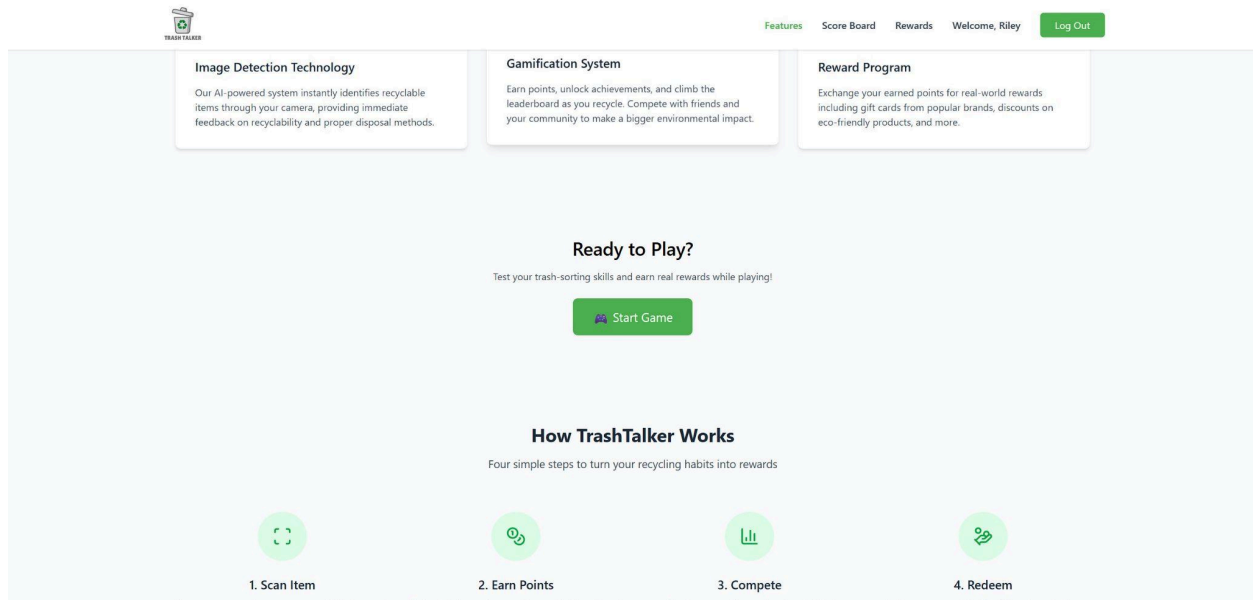 TRASH TALKER
Features
Score Board
Rewards
Welcome, Riley
Log Out
Image Detection Technology
Our AI-powered system instantly identifies recyclable
items through your camera, providing immediate
feedback on recyclability and proper disposal methods.
Gamification System
Earn points, unlock achievements, and climb the
leaderboard as you recycle. Compete with friends and
your community to make a bigger environmental impact.
Reward Program
Exchange your earned points for real-world rewards
including gift cards from popular brands, discounts on
eco-friendly products, and more.
Ready to Play?
Test your trash-sorting skills and earn real rewards while playing!
Start Game
How TrashTalker Works
Four simple steps to turn your recycling habits into rewards
1. Scan Item
2. Earn Points
3. Compete
4. Redeem